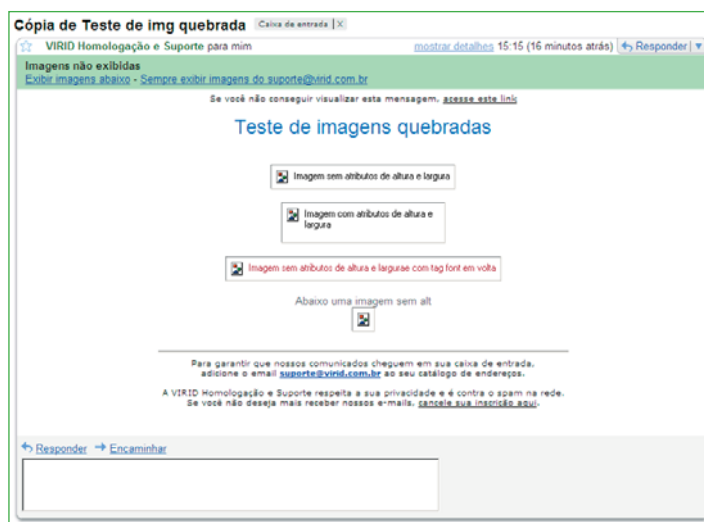 Cópia de Teste de img quebrada Caixa de entrada | X
VIRID Homologação e Suporte para mim mostrar detalhes 15:15 (16 minutos atrás) Responder
Imagens não exibidas
Exibir imagens abaixo - Sempre exibir imagens do suporte@virid.com.br
Se você não conseguir visualizar esta mensagem, acesse este link
Teste de imagens quebradas
Imagem sem atributos de altura e largura
Imagem com atributos de altura e
largura
Imagem sem atributos de altura e largurae com tag font em volta
Abaixo uma imagem sem alt
Para garantir que nossos comunicados cheguem em sua caixa de entrada,
adicione o email suporte@virid.com.br ao seu catálogo de endereços.
A VIRID Homologação e Suporte respeita a sua privacidade e é contra o spam na rede.
Se você não deseja mais receber nossos e-mails, cancele sua inscrição aqui.
Responder Encaminhar